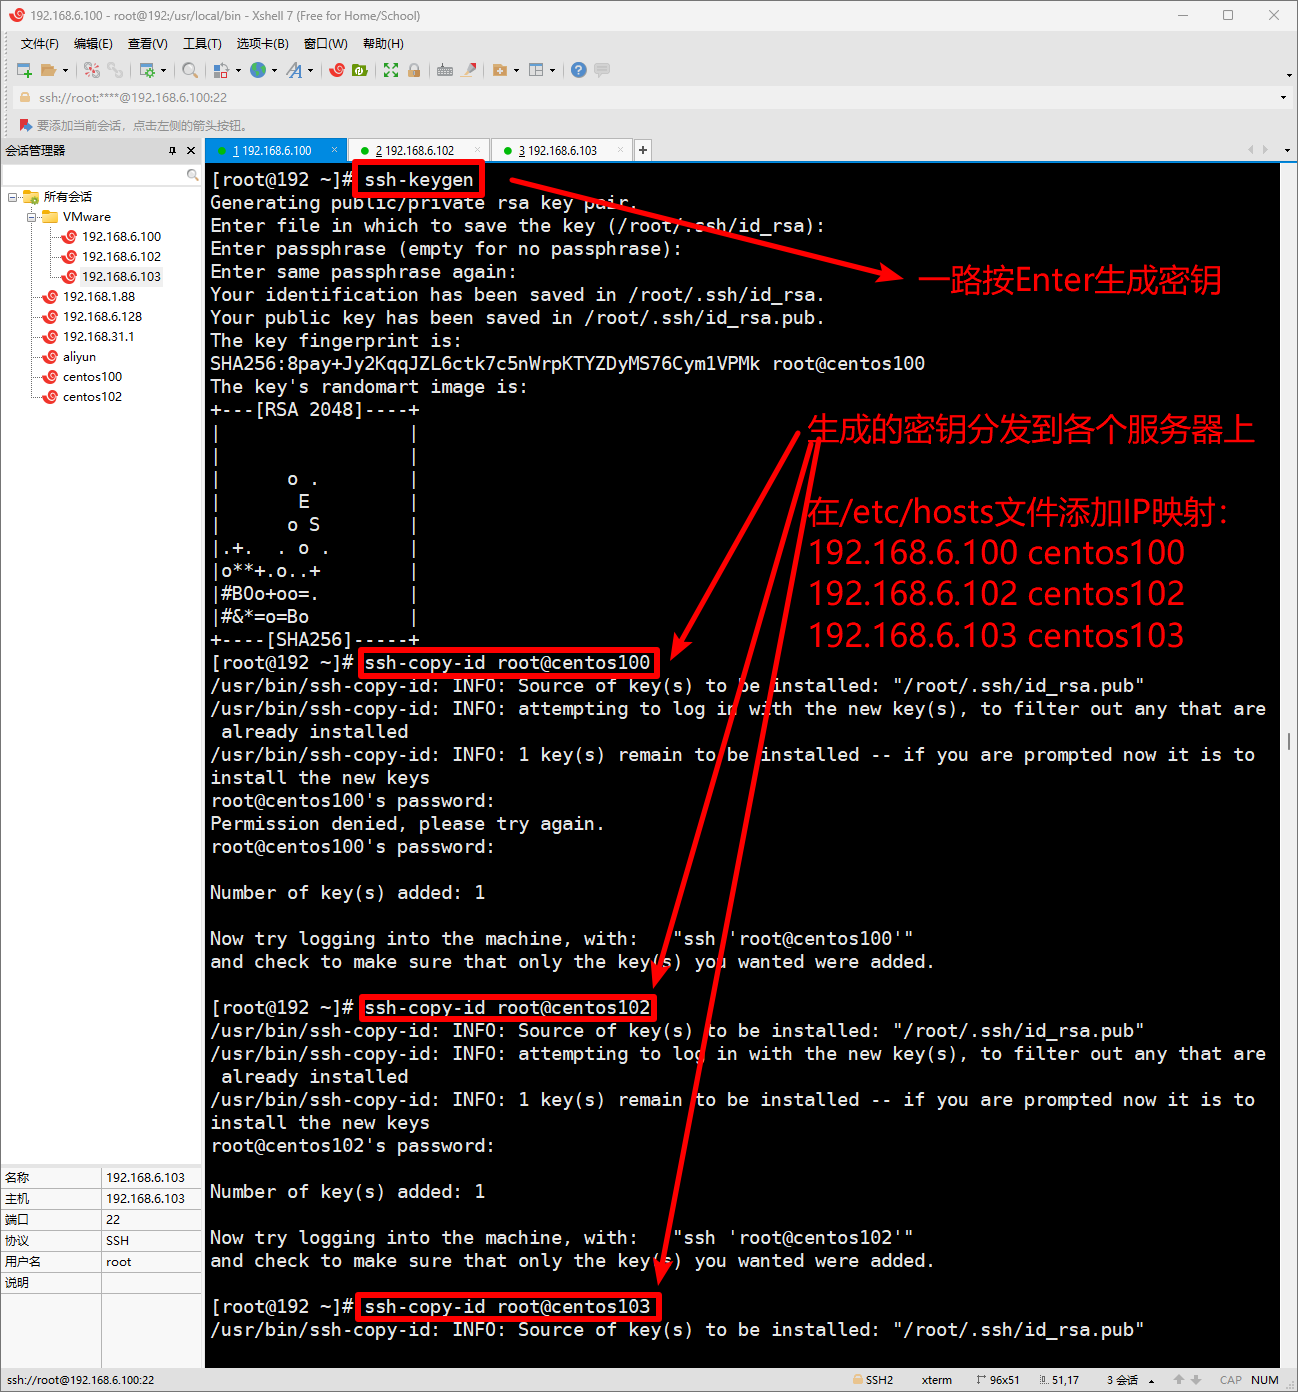 192.168.6.100 - root@192:/usr/local/bin - Xshell 7 (Free for Home/School)
文件(F) 编辑(E) 查看(V) 工具(T) 选项卡(B) 窗口(W) 帮助(H)
ssh://root:****@192.168.6.100:22
要添加当前会话，点击左侧的箭头按钮。
会话管理器
1 192.168.6.100 × 2 192.168.6.102 × 3 192.168.6.103 × +
所有会话
VMware
192.168.6.100
192.168.6.102
192.168.6.103
192.168.1.88
192.168.6.128
192.168.31.1
aliyun
centos100
centos102
名称 192.168.6.103
主机 192.168.6.103
端口 22
协议 SSH
用户名 root
说明
[root@192 ~]# ssh-keygen
Generating public/private rsa key pair.
Enter file in which to save the key (/root/.ssh/id_rsa):
Enter passphrase (empty for no passphrase):
Enter same passphrase again:
Your identification has been saved in /root/.ssh/id_rsa.
Your public key has been saved in /root/.ssh/id_rsa.pub.
The key fingerprint is:
SHA256:8pay+Jy2KqqJZL6ctk7c5nWrpKTYZDyMS76Cym1VPMk root@centos100
The key's randomart image is:
+---[RSA 2048]----+
|                 |
|                 |
|      o .        |
|       E         |
|      o S        |
|.+.  . o .       |
|o**+.o..+        |
|#BOo+oo=.        |
|#&*=o=Bo         |
+----[SHA256]-----+
[root@192 ~]# ssh-copy-id root@centos100
/usr/bin/ssh-copy-id: INFO: Source of key(s) to be installed: "/root/.ssh/id_rsa.pub"
/usr/bin/ssh-copy-id: INFO: attempting to log in with the new key(s), to filter out any that are
 already installed
/usr/bin/ssh-copy-id: INFO: 1 key(s) remain to be installed -- if you are prompted now it is to
install the new keys
root@centos100's password:
Permission denied, please try again.
root@centos100's password:
Number of key(s) added: 1
Now try logging into the machine, with:   "ssh 'root@centos100'"
and check to make sure that only the key(s) you wanted were added.
[root@192 ~]# ssh-copy-id root@centos102
/usr/bin/ssh-copy-id: INFO: Source of key(s) to be installed: "/root/.ssh/id_rsa.pub"
/usr/bin/ssh-copy-id: INFO: attempting to log in with the new key(s), to filter out any that are
 already installed
/usr/bin/ssh-copy-id: INFO: 1 key(s) remain to be installed -- if you are prompted now it is to
install the new keys
root@centos102's password:
Number of key(s) added: 1
Now try logging into the machine, with:   "ssh 'root@centos102'"
and check to make sure that only the key(s) you wanted were added.
[root@192 ~]# ssh-copy-id root@centos103
/usr/bin/ssh-copy-id: INFO: Source of key(s) to be installed: "/root/.ssh/id_rsa.pub"
一路按Enter生成密钥
生成的密钥分发到各个服务器上
在/etc/hosts文件添加IP映射：
192.168.6.100 centos100
192.168.6.102 centos102
192.168.6.103 centos103
ssh://root@192.168.6.100:22 SSH2 xterm 96x51 51,17 3 会话 CAP NUM